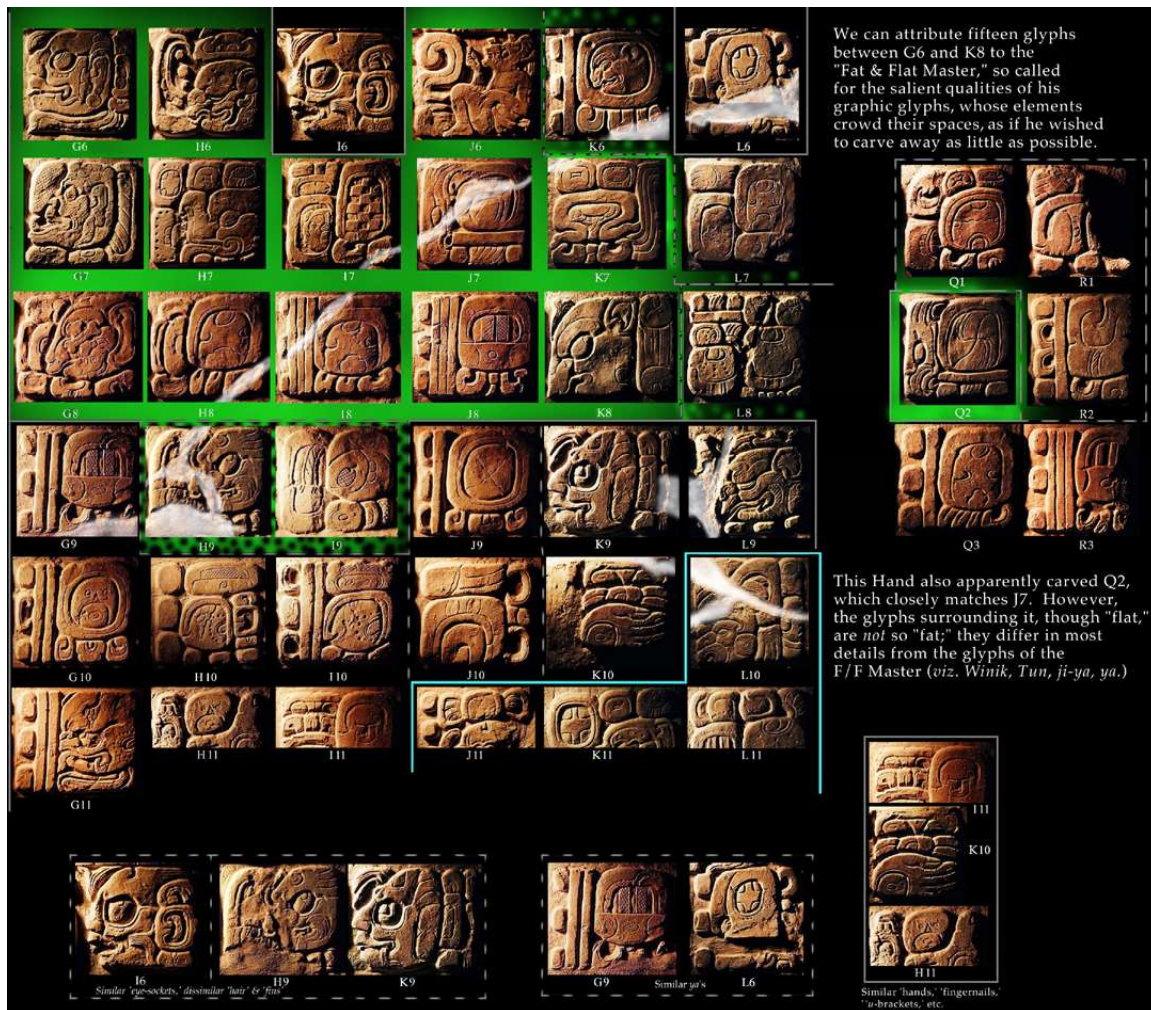 We can attribute fifteen glyphs
between G6 and K8 to the
"Fat & Flat Master," so called
for the salient qualities of his
graphic glyphs, whose elements
crowd their spaces, as if he wished
to carve away as little as possible.
G6 H6 I6 J6 K6 L6
G7 H7 I7 J7 K7 L7
Q1 R1
G8 H8 I8 J8 K8 L8
Q2 R2
G9 H9 I9 J9 K9 L9
Q3 R3
This Hand also apparently carved Q2,
which closely matches J7. However,
the glyphs surrounding it, though "flat,"
are not so "fat;" they differ in most
details from the glyphs of the
F/F Master (viz. Winik, Tun, ji-ya, ya.)
G10 H10 I10 J10 K10 L10
H11 I11 J11 K11 L11
G11
I11
K10
H11
I6 H9 K9
Similar 'eye-sockets,' dissimilar 'hair' & 'fins'
G9 Similar ya's L6
Similar 'hands,' 'fingernails,'
'u-brackets,' etc.